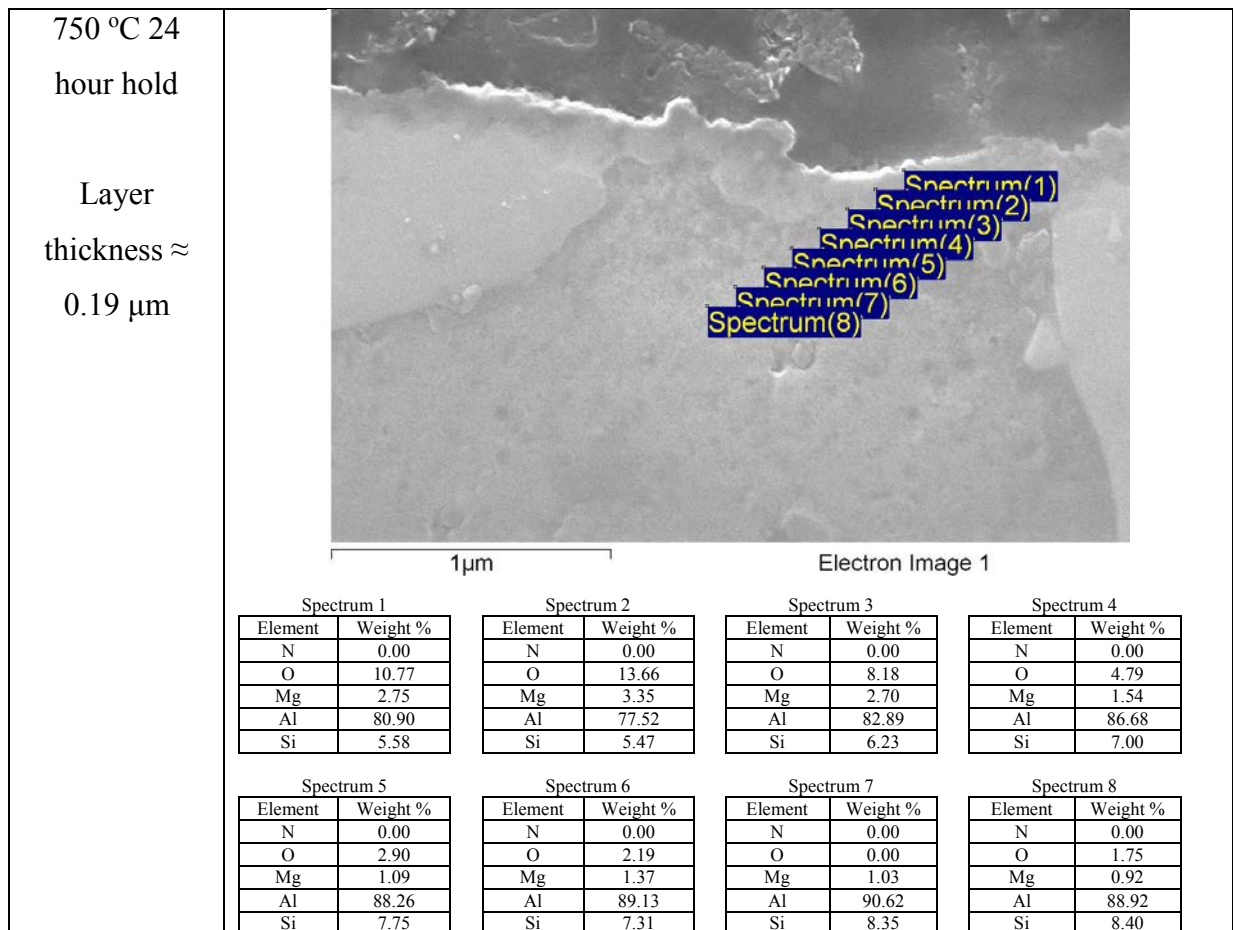 750 ºC 24
hour hold
Layer
thickness ≈
0.19 μm
Spectrum(1)
Spectrum(2)
Spectrum(3)
Spectrum(4)
Spectrum(5)
Spectrum(6)
Spectrum(7)
Spectrum(8)
1μm Electron Image 1
Spectrum 1 Spectrum 2 Spectrum 3 Spectrum 4
Element Weight % Element Weight % Element Weight % Element Weight %
N 0.00 N 0.00 N 0.00 N 0.00
O 10.77 O 13.66 O 8.18 O 4.79
Mg 2.75 Mg 3.35 Mg 2.70 Mg 1.54
Al 80.90 Al 77.52 Al 82.89 Al 86.68
Si 5.58 Si 5.47 Si 6.23 Si 7.00
Spectrum 5 Spectrum 6 Spectrum 7 Spectrum 8
Element Weight % Element Weight % Element Weight % Element Weight %
N 0.00 N 0.00 N 0.00 N 0.00
O 2.90 O 2.19 O 0.00 O 1.75
Mg 1.09 Mg 1.37 Mg 1.03 Mg 0.92
Al 88.26 Al 89.13 Al 90.62 Al 88.92
Si 7.75 Si 7.31 Si 8.35 Si 8.40